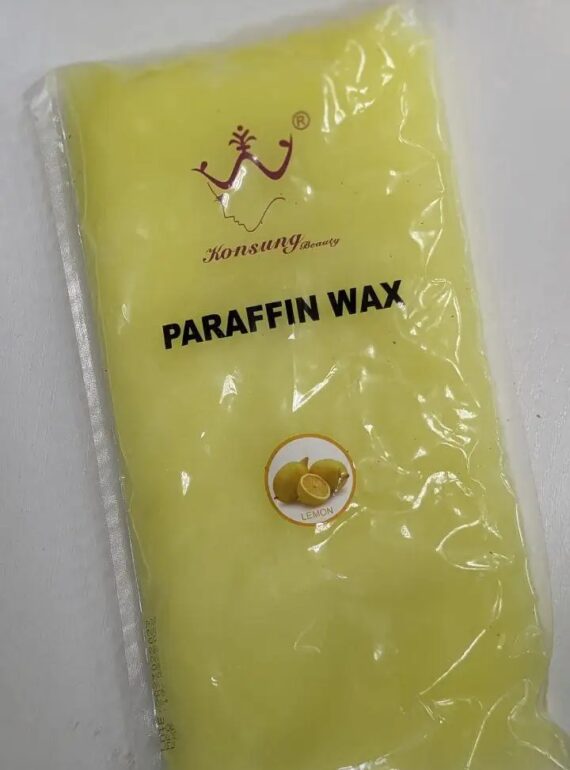 ®
Konsung Beauty
PARAFFIN WAX
LEMON